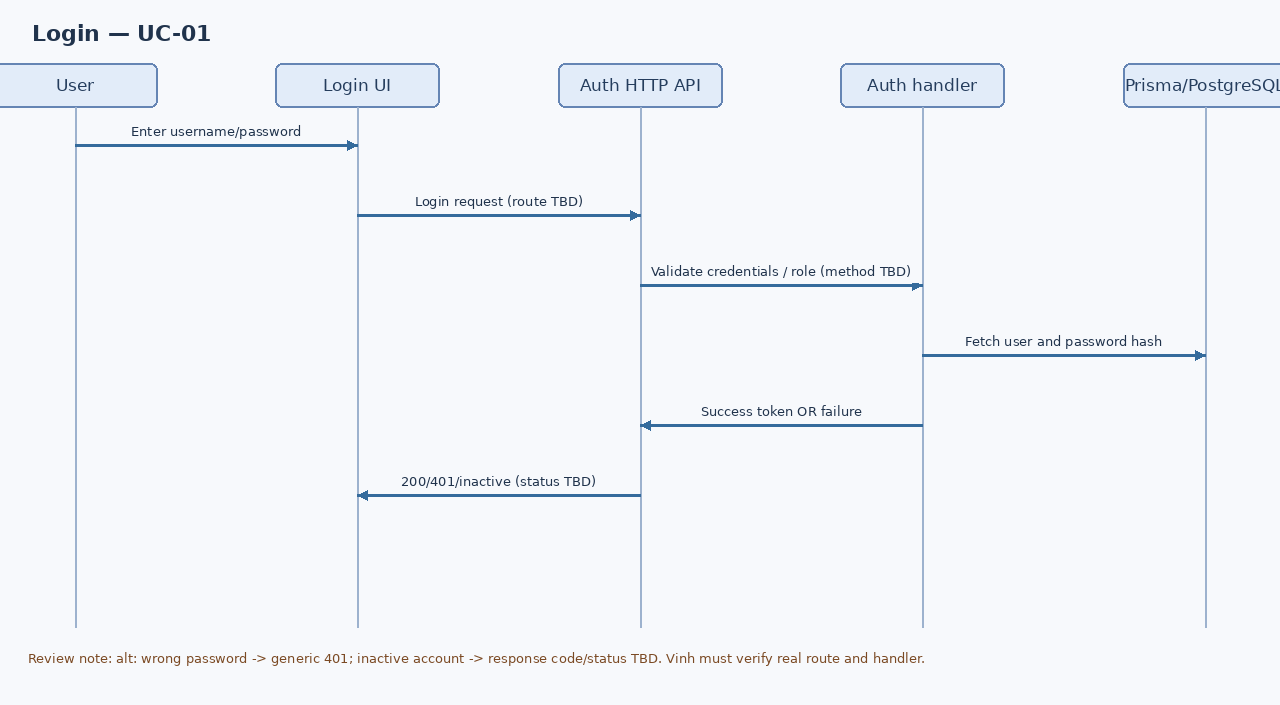 Login — UC-01
User
Login UI
Auth HTTP API
Auth handler
Prisma/PostgreSQL
Enter username/password
Login request (route TBD)
Validate credentials / role (method TBD)
Fetch user and password hash
Success token OR failure
200/401/inactive (status TBD)
Review note: alt: wrong password -> generic 401; inactive account -> response code/status TBD. Vinh must verify real route and handler.